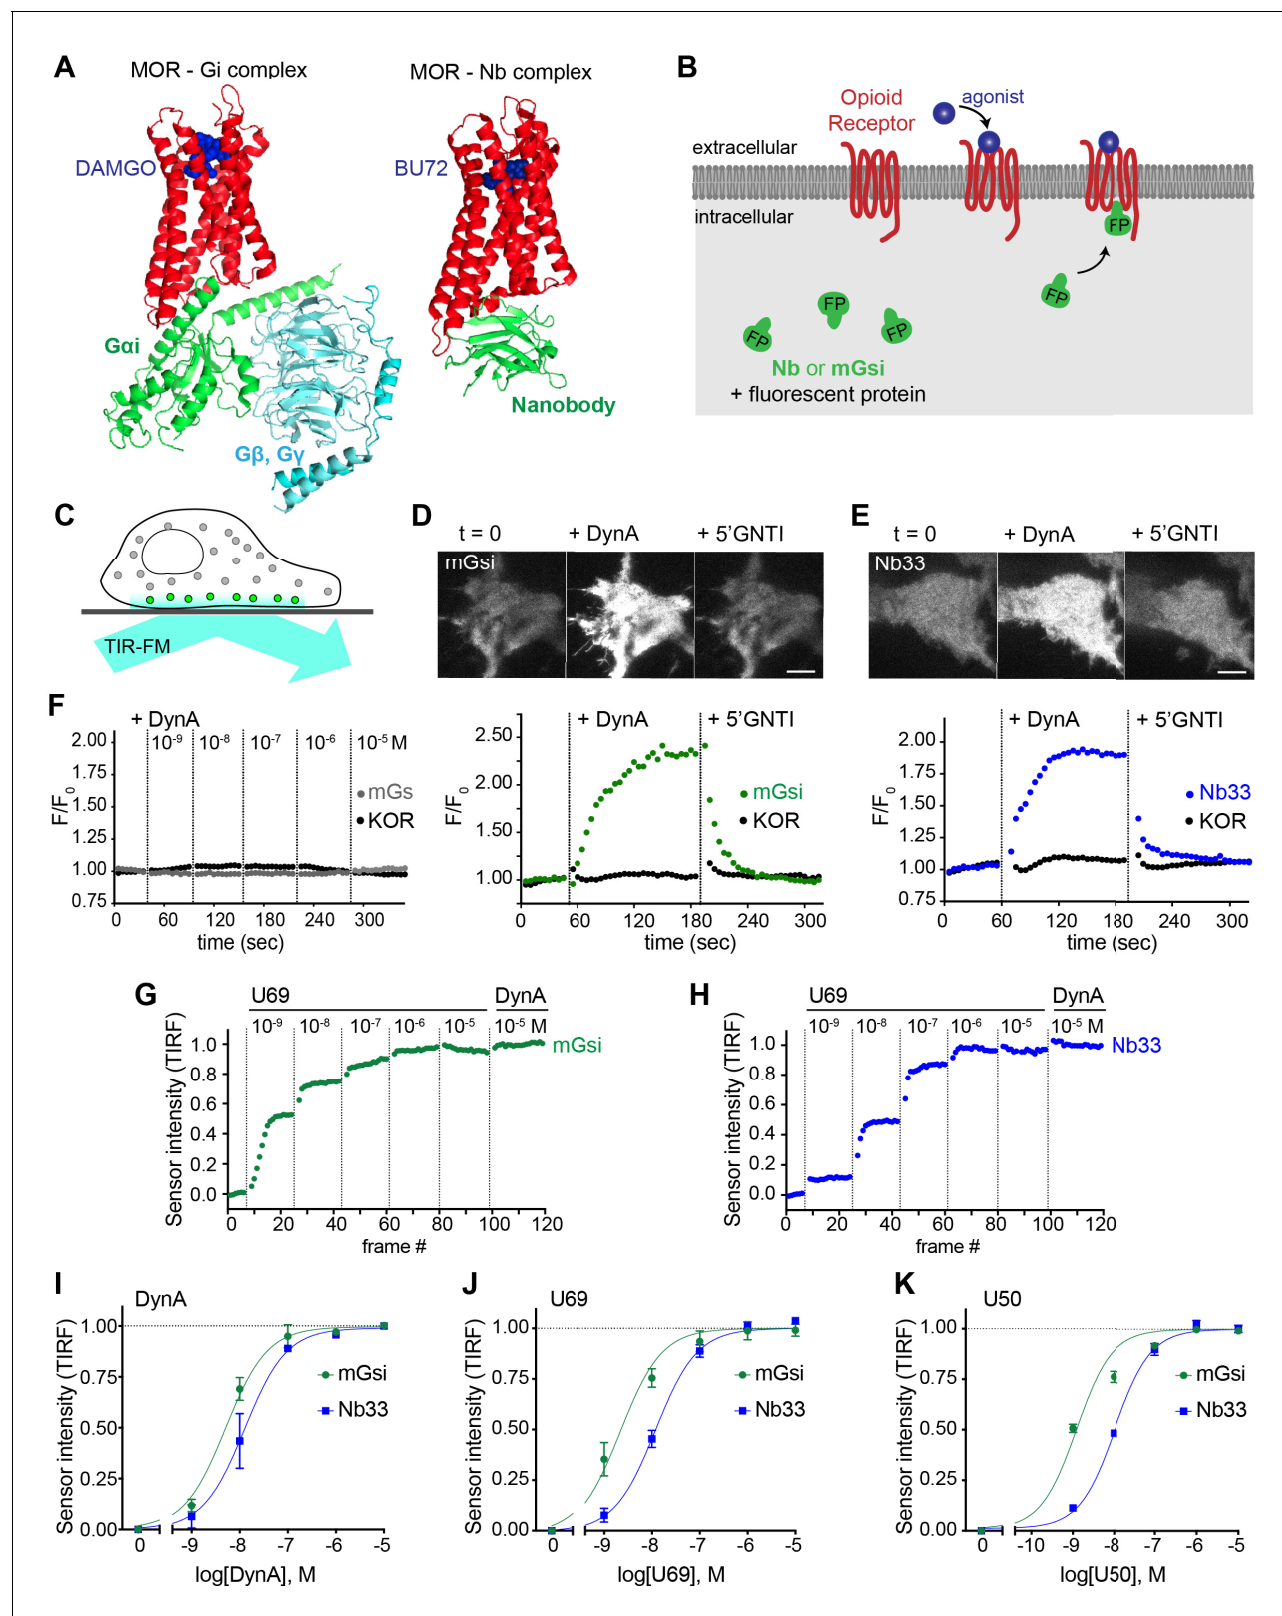 A
MOR - Gi complex
MOR - Nb complex
DAMGO
BU72
Gαi
Gβ, Gγ
Nanobody
B
Opioid
Receptor
agonist
extracellular
intracellular
FP
FP
FP
FP
FP
Nb or mGsi
+ fluorescent protein
C
TIR-FM
D
t = 0
+ DynA
+ 5'GNTI
mGsi
E
t = 0
+ DynA
+ 5'GNTI
Nb33
F
+ DynA
10-9
10-8
10-7
10-6
10-5 M
2.00
1.75
1.50
1.25
1.00
0.75
F/F0
mGs
KOR
0
60
120
180
240
300
time (sec)
+ DynA
+ 5'GNTI
2.50
2.00
1.50
1.00
F/F0
mGsi
KOR
0
60
120
180
240
300
time (sec)
+ DynA
+ 5'GNTI
2.00
1.75
1.50
1.25
1.00
0.75
F/F0
Nb33
KOR
0
60
120
180
240
300
time (sec)
G
U69
DynA
10-9
10-8
10-7
10-6
10-5
10-5 M
1.0
0.8
0.6
0.4
0.2
0.0
Sensor intensity (TIRF)
mGsi
0
20
40
60
80
100
120
frame #
H
U69
DynA
10-9
10-8
10-7
10-6
10-5
10-5 M
1.0
0.8
0.6
0.4
0.2
0.0
Sensor intensity (TIRF)
Nb33
0
20
40
60
80
100
120
frame #
I
DynA
1.00
0.75
0.50
0.25
0.00
Sensor intensity (TIRF)
mGsi
Nb33
0
-9
-8
-7
-6
-5
log[DynA], M
J
U69
1.00
0.75
0.50
0.25
0.00
Sensor intensity (TIRF)
mGsi
Nb33
0
-9
-8
-7
-6
-5
log[U69], M
K
U50
1.00
0.75
0.50
0.25
0.00
Sensor intensity (TIRF)
mGsi
Nb33
0
-10
-9
-8
-7
-6
-5
log[U50], M